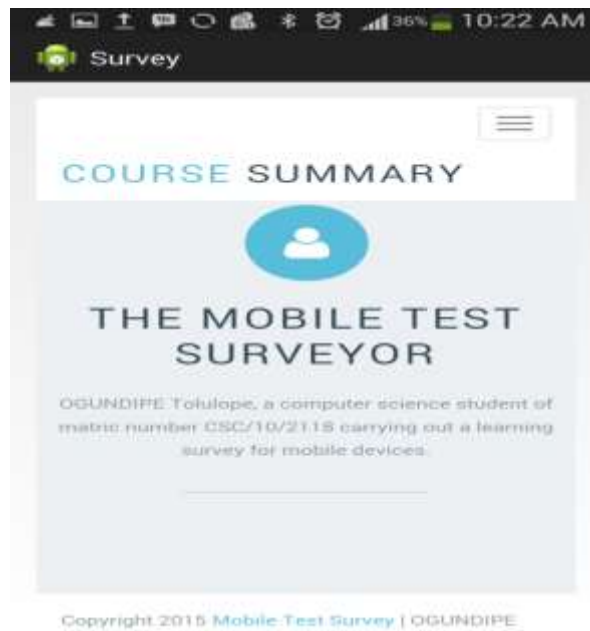 36% 10:22 AM
Survey
COURSE SUMMARY
THE MOBILE TEST
SURVEYOR
OGUNDIPE Tolulope, a computer science student of
matric number CSC/10/2118 carrying out a learning
survey for mobile devices.
Copyright 2015 Mobile Test Survey | OGUNDIPE